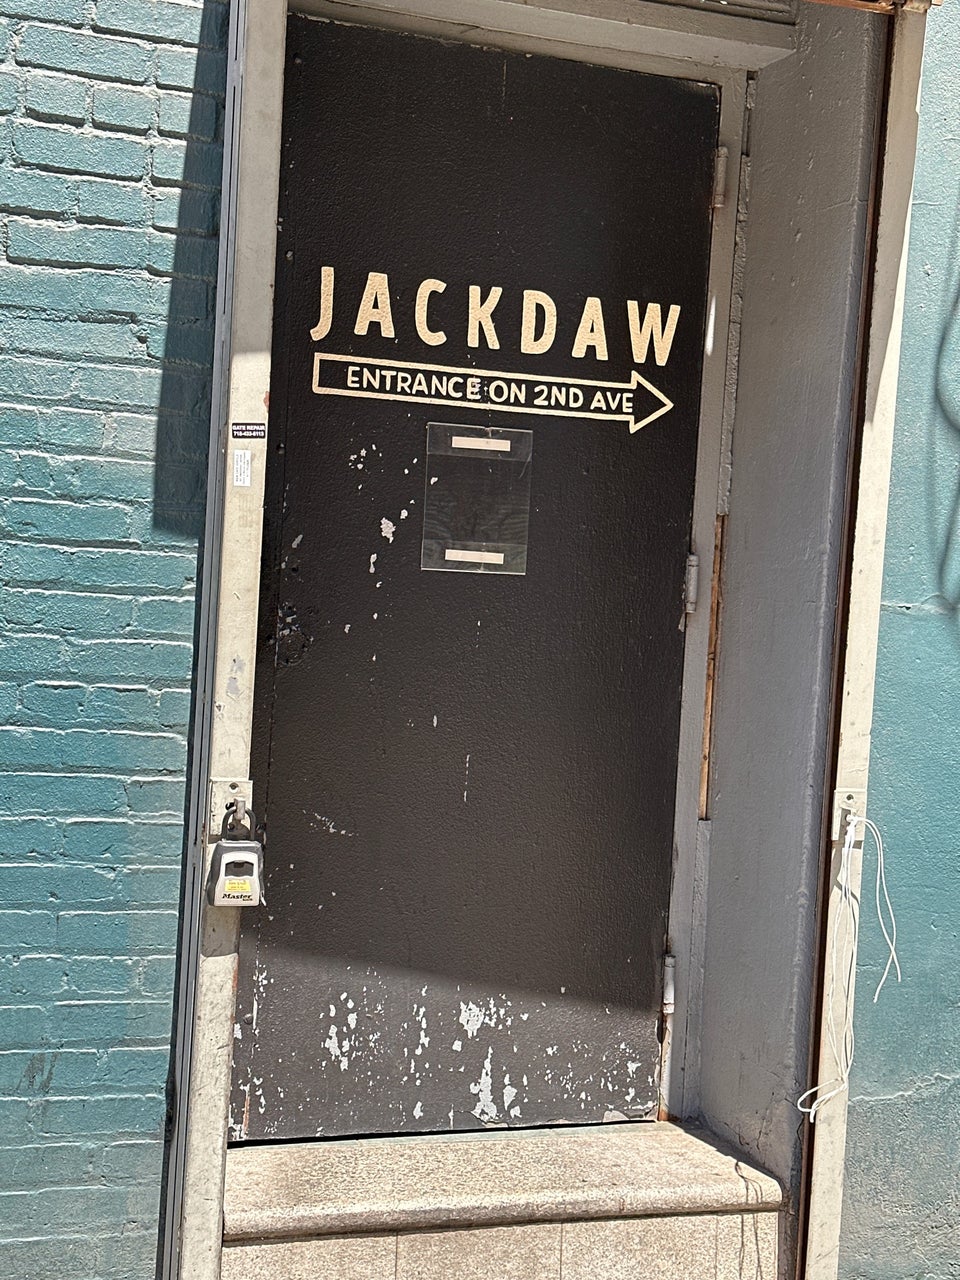 JACKDAW
ENTRANCE ON 2ND AVE
GATE REPAIR
Master